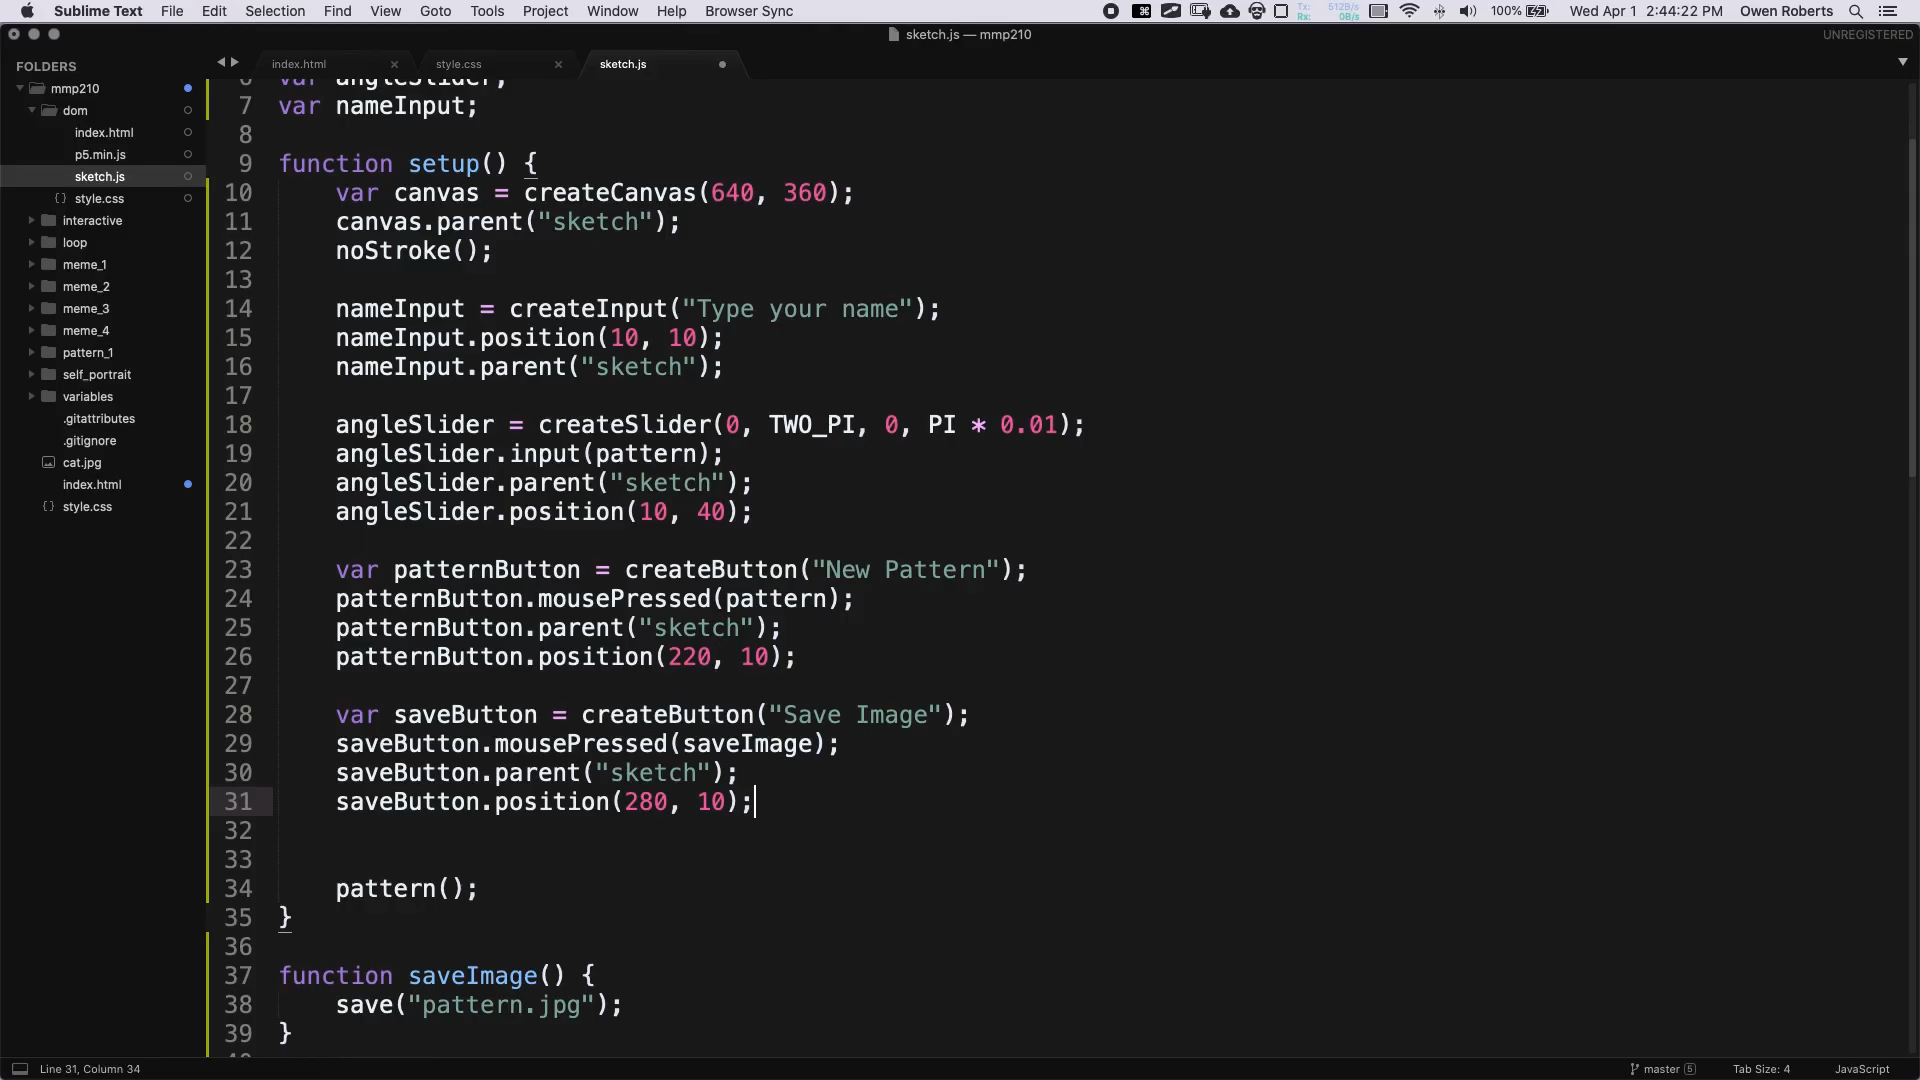 Sublime Text File Edit Selection Find View Goto Tools Project Window Help Browser Sync
Tx: 512B/s
Rx: 0B/s
100% Wed Apr 1 2:44:22 PM Owen Roberts
sketch.js — mmp210
UNREGISTERED
FOLDERS
mmp210
dom
index.html
p5.min.js
sketch.js
{} style.css
interactive
loop
meme_1
meme_2
meme_3
meme_4
pattern_1
self_portrait
variables
.gitattributes
.gitignore
cat.jpg
index.html
{} style.css
index.html × style.css × sketch.js
6 var angleSlider;
7 var nameInput;
8
9 function setup() {
10 var canvas = createCanvas(640, 360);
11 canvas.parent("sketch");
12 noStroke();
13
14 nameInput = createInput("Type your name");
15 nameInput.position(10, 10);
16 nameInput.parent("sketch");
17
18 angleSlider = createSlider(0, TWO_PI, 0, PI * 0.01);
19 angleSlider.input(pattern);
20 angleSlider.parent("sketch");
21 angleSlider.position(10, 40);
22
23 var patternButton = createButton("New Pattern");
24 patternButton.mousePressed(pattern);
25 patternButton.parent("sketch");
26 patternButton.position(220, 10);
27
28 var saveButton = createButton("Save Image");
29 saveButton.mousePressed(saveImage);
30 saveButton.parent("sketch");
31 saveButton.position(280, 10);
32
33
34 pattern();
35 }
36
37 function saveImage() {
38 save("pattern.jpg");
39 }
40
Line 31, Column 34
master 5 Tab Size: 4 JavaScript